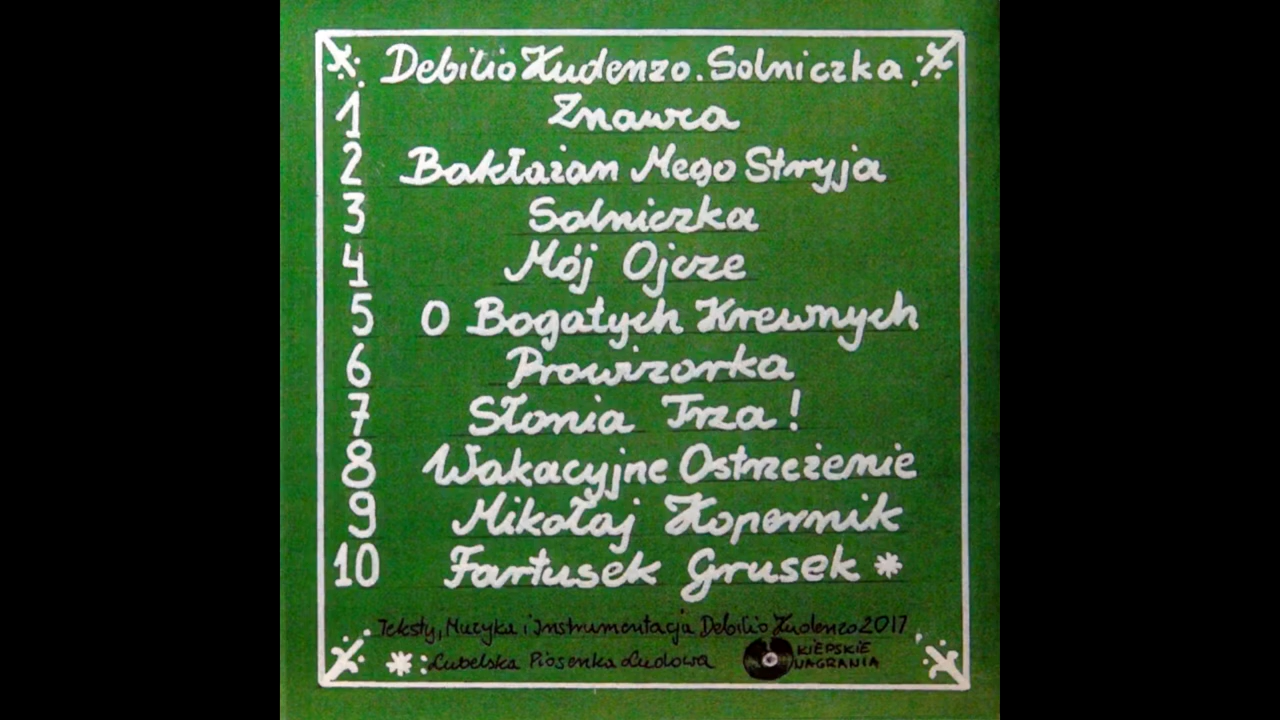 Debilio Kudenzo. Solniczka
1 Znawca
2 Bakłażan Mego Stryja
3 Solniczka
4 Mój Ojcze
5 O Bogatych Krewnych
6 Prowizorka
7 Słonia Trza!
8 Wakacyjne Ostrzeżenie
9 Mikołaj Kopernik
10 Fartusek Grusek *
Teksty, Muzyka i Instrumentacja Debilio Kudenzo 2017
* : Lubelska Piosenka Ludowa
KIEPSKIE
NAGRANIA